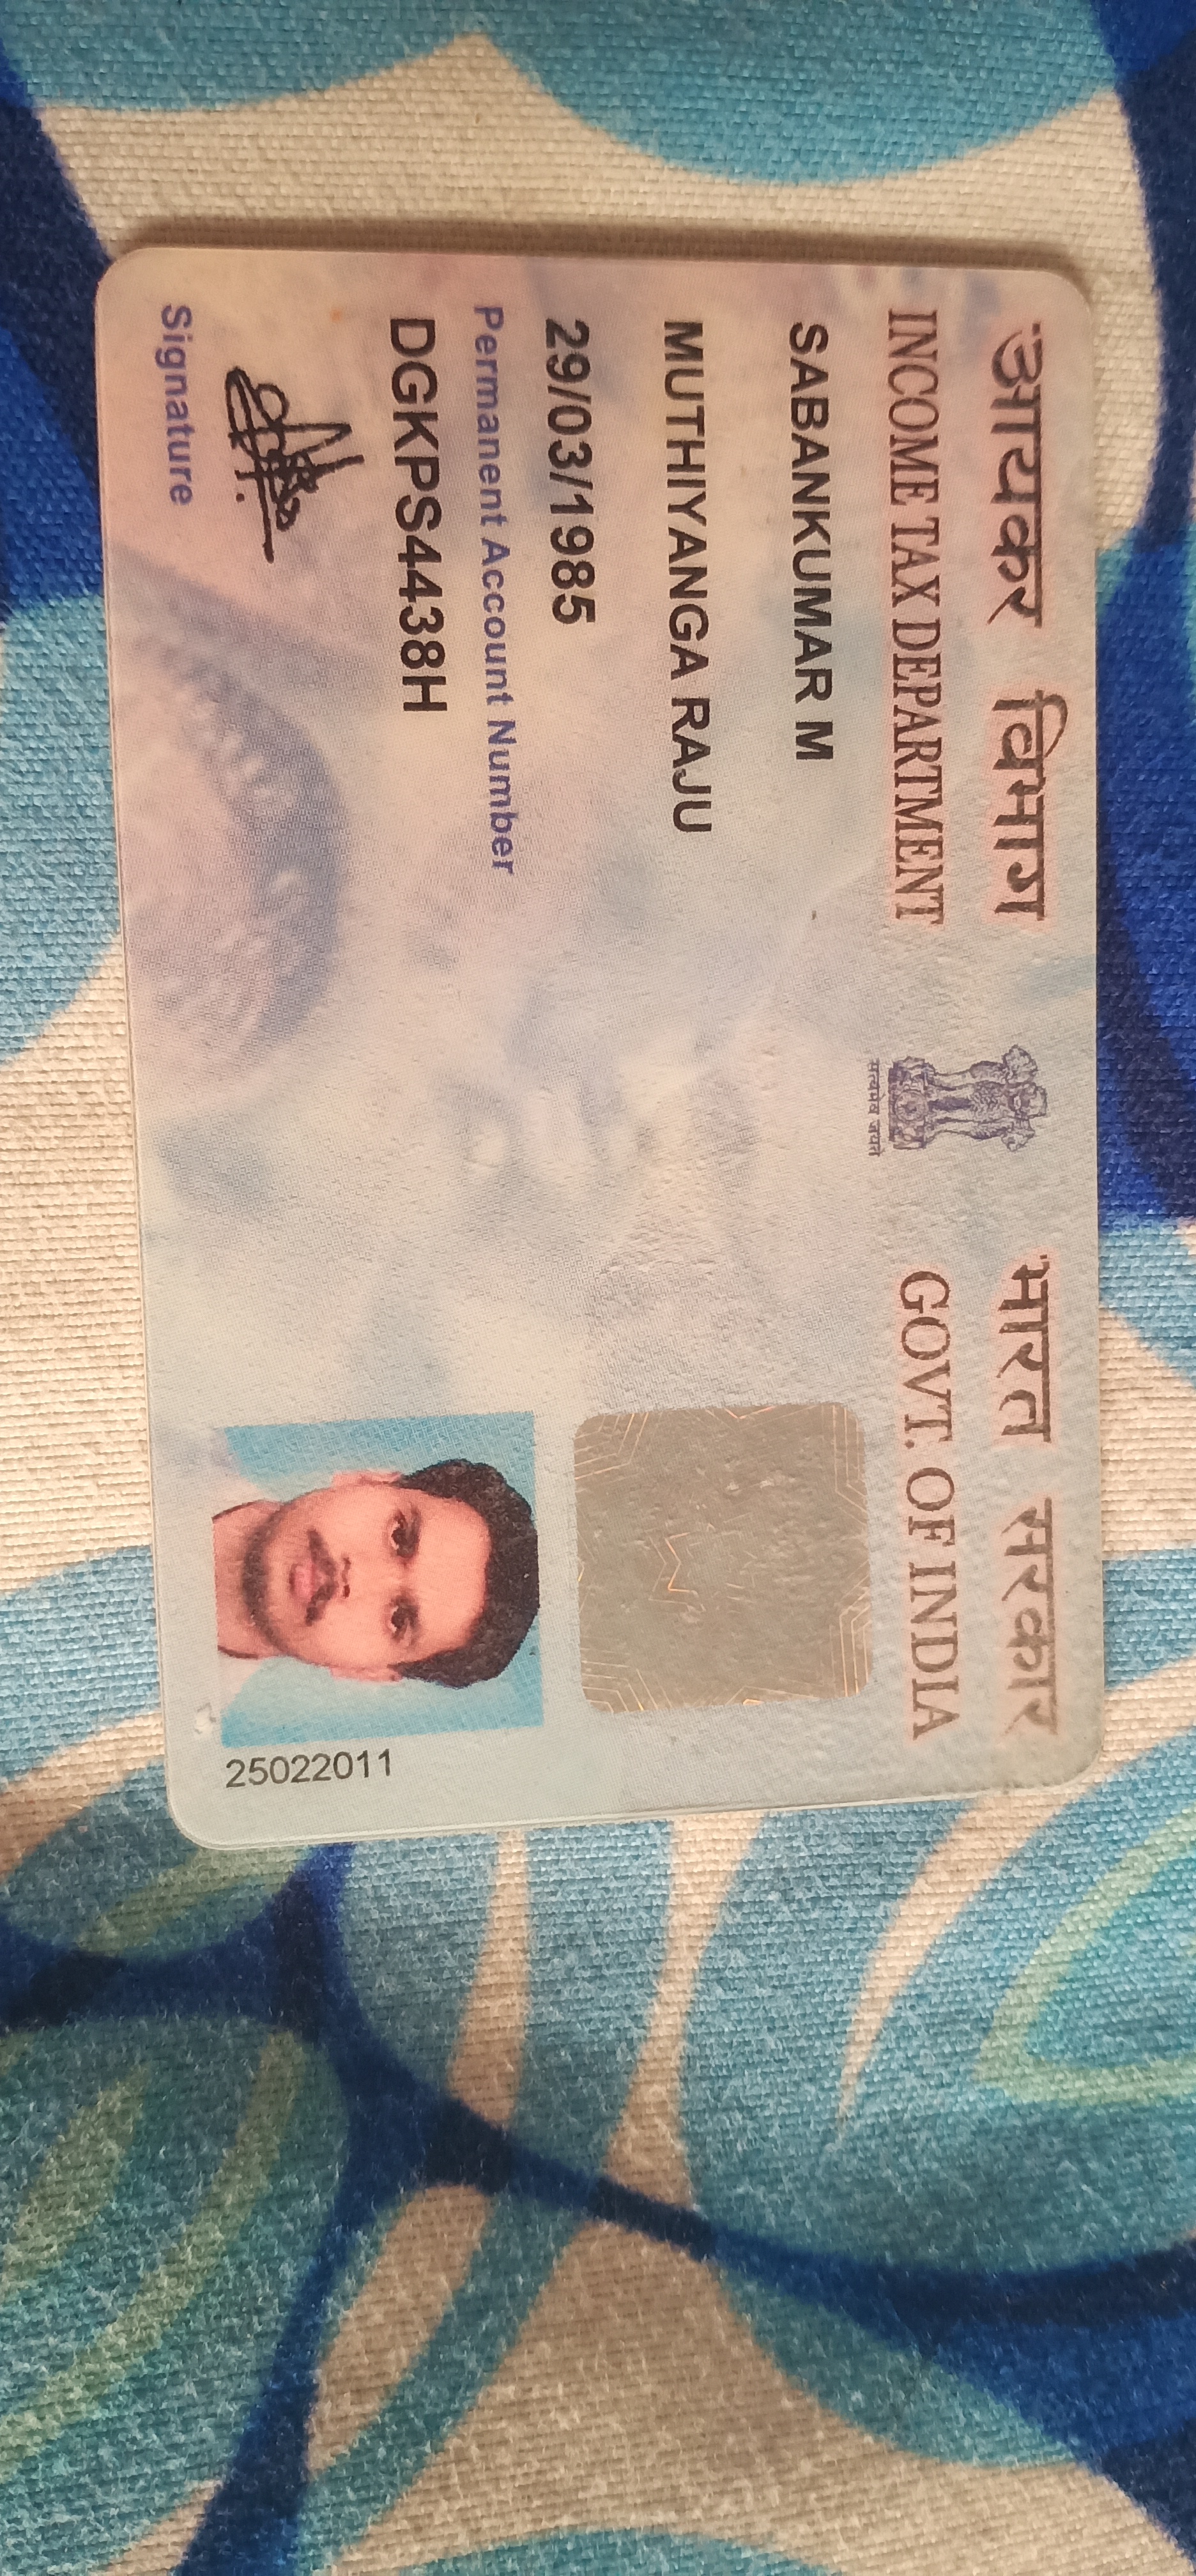 आयकर विभाग
INCOME TAX DEPARTMENT
सत्यमेव जयते
भारत सरकार
GOVT. OF INDIA
SABANKUMAR M
MUTHIYANGA RAJU
29/03/1985
Permanent Account Number
DGKPS4438H
Signature
25022011